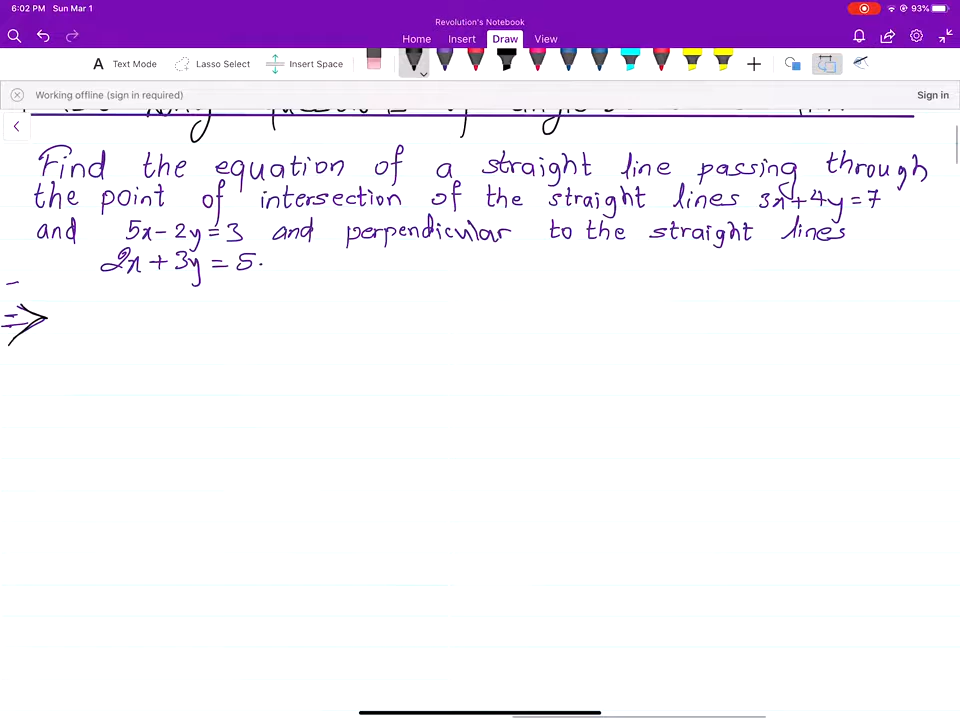 6:02 PM Sun Mar 1
93%
Revolution's Notebook
Home Insert Draw View
A Text Mode Lasso Select Insert Space
Working offline (sign in required) Sign in
Find the equation of a straight line passing through
the point of intersection of the straight lines 3x+4y=7
and 5x-2y=3 and perpendicular to the straight lines
2x+3y=5.